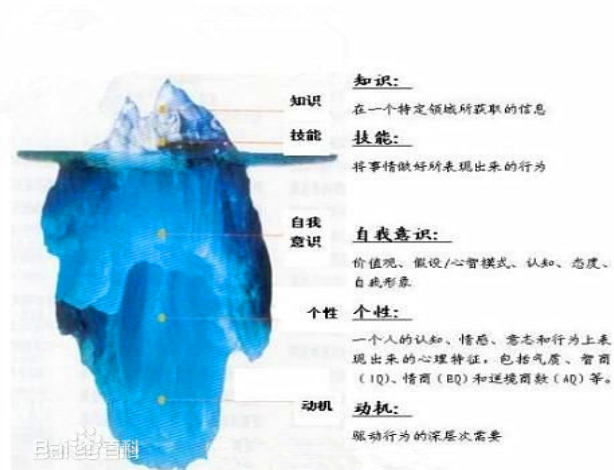 知识
技能
自我
意识
个性
动机
知识：
在一个特定领域所获取的信息
技能：
将事情做好所表现出来的行为
自我意识：
价值观、假设/心智模式、认知、态度、
自我形象
个性：
一个人的认知、情感、意志和行为上表
现出来的心理特征，包括气质、智商
（IQ）、情商（EQ）和逆境商数（AQ）等。
动机：
驱动行为的深层次需要
Bai百科